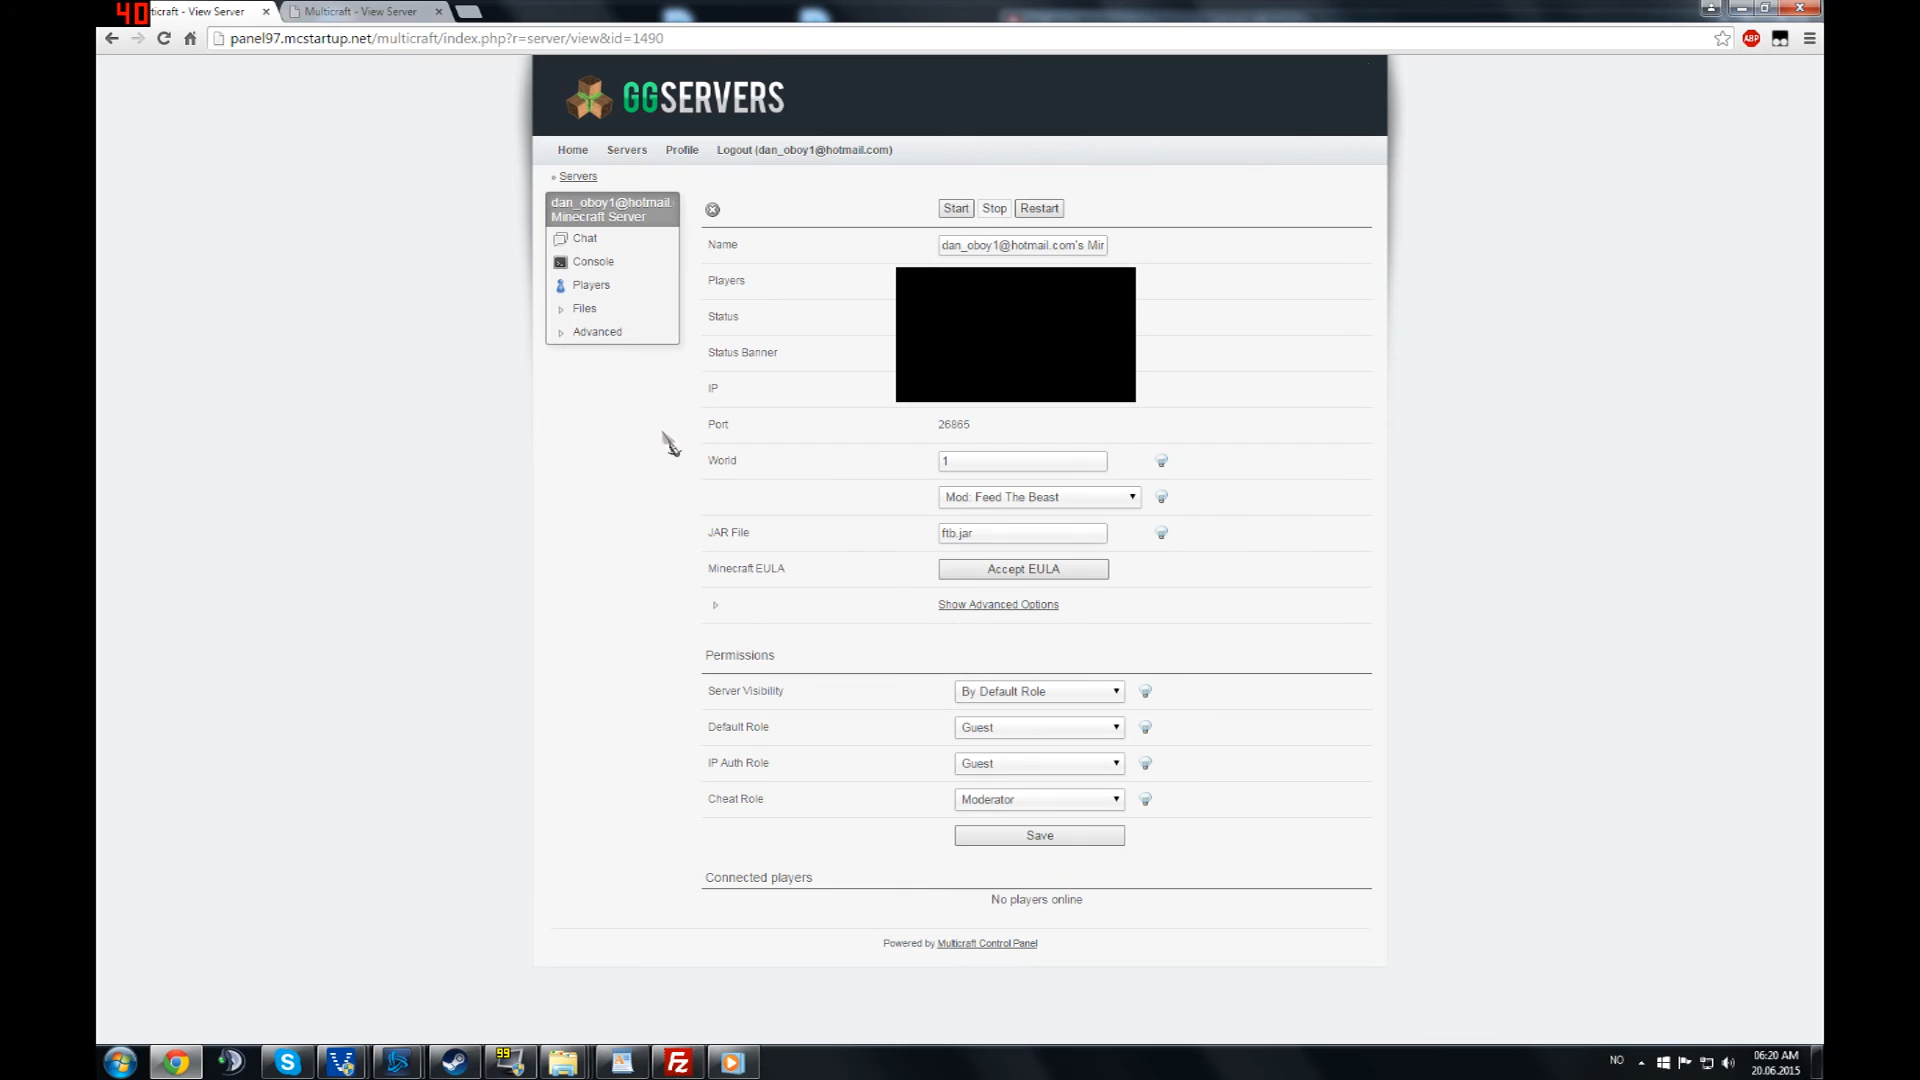 40
ticraft - View Server
Multicraft - View Server
panel97.mcstartup.net/multicraft/index.php?r=server/view&id=1490
ABP
GGSERVERS
Home Servers Profile Logout (dan_oboy1@hotmail.com)
» Servers
dan_oboy1@hotmail.
Minecraft Server
Chat
Console
Players
Files
Advanced
Start Stop Restart
Name dan_oboy1@hotmail.com's Mir
Players
Status
Status Banner
IP
Port 26865
World 1
Mod: Feed The Beast
JAR File ftb.jar
Minecraft EULA Accept EULA
Show Advanced Options
Permissions
Server Visibility By Default Role
Default Role Guest
IP Auth Role Guest
Cheat Role Moderator
Save
Connected players
No players online
Powered by Multicraft Control Panel
99
NO
06:20 AM
20.06.2015